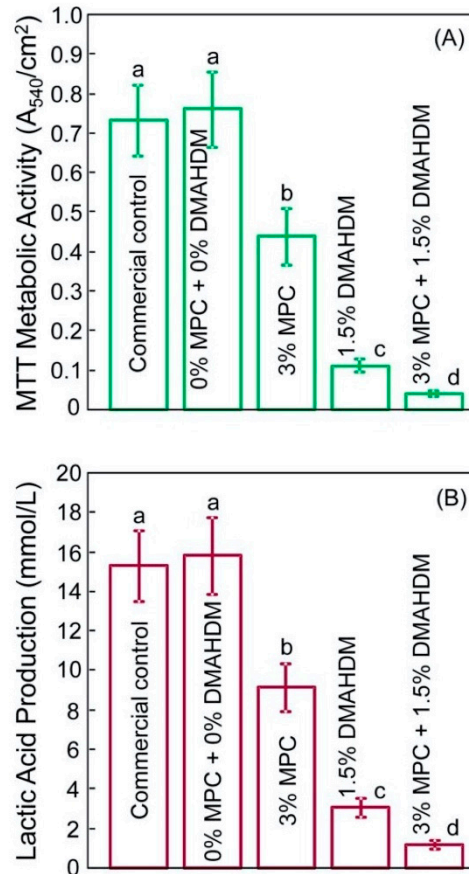 (A)
MTT Metabolic Activity (A540/cm2)
1.0
0.9
0.8
0.7
0.6
0.5
0.4
0.3
0.2
0.1
0
a
a
b
c
d
Commercial control
0% MPC + 0% DMAHDM
3% MPC
1.5% DMAHDM
3% MPC + 1.5% DMAHDM
(B)
Lactic Acid Production (mmol/L)
20
18
16
14
12
10
8
6
4
2
0
a
a
b
c
d
Commercial control
0% MPC + 0% DMAHDM
3% MPC
1.5% DMAHDM
3% MPC + 1.5% DMAHDM